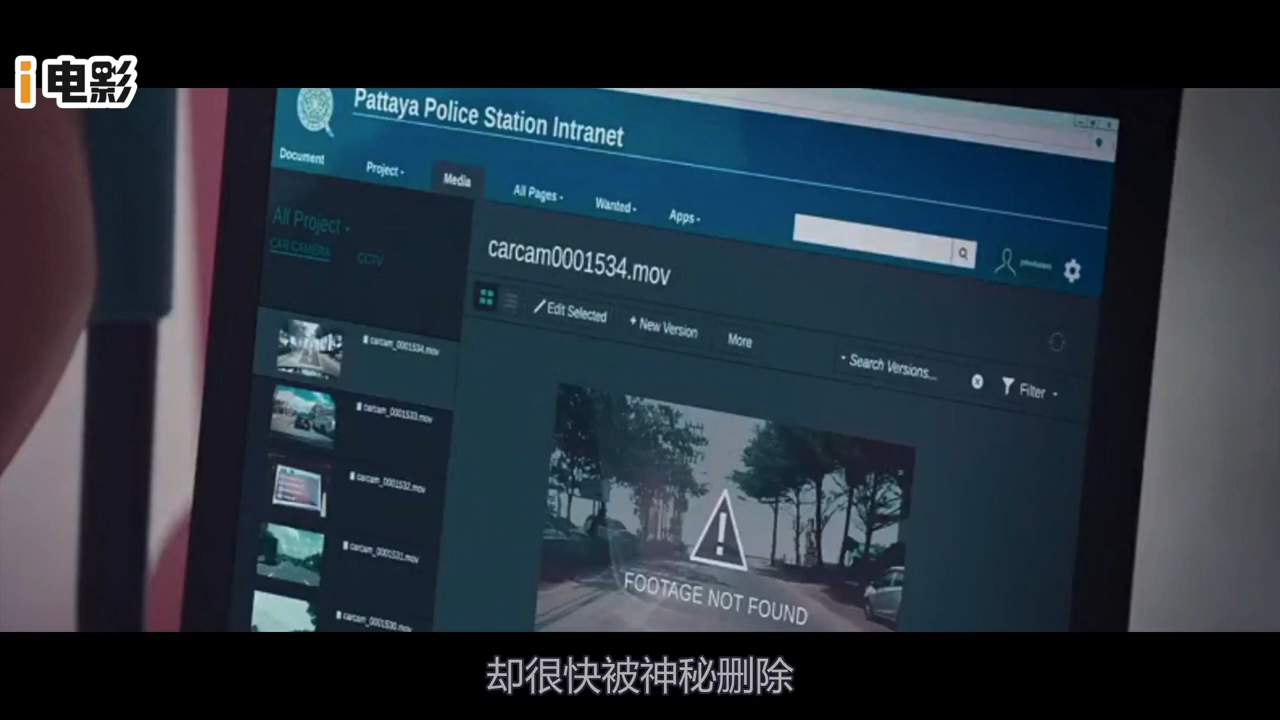 i电影
Pattaya Police Station Intranet
Document Project Media All Pages Wanted Apps
All Project
CAR CAMERA CCTV
carcam0001534.mov
Edit Selected + New Version More
Search Versions... Filter
carcam_0001534.mov
carcam_0001533.mov
carcam_0001532.mov
carcam_0001531.mov
carcam_0001530.mov
FOOTAGE NOT FOUND
却很快被神秘删除